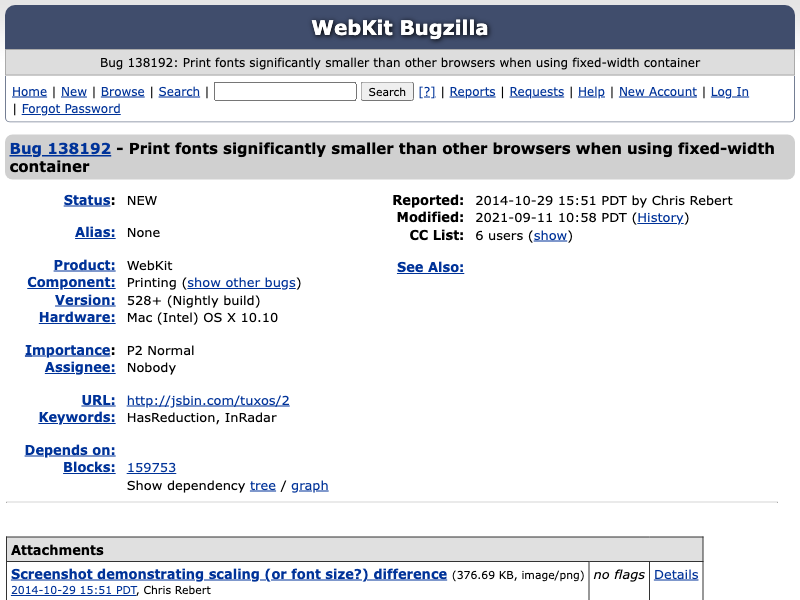 WebKit Bugzilla
Bug 138192: Print fonts significantly smaller than other browsers when using fixed-width container
Home | New | Browse | Search | Search [?] | Reports | Requests | Help | New Account | Log In
| Forgot Password
Bug 138192 - Print fonts significantly smaller than other browsers when using fixed-width
container
Status: NEW
Alias: None
Product: WebKit
Component: Printing (show other bugs)
Version: 528+ (Nightly build)
Hardware: Mac (Intel) OS X 10.10
Importance: P2 Normal
Assignee: Nobody
URL: http://jsbin.com/tuxos/2
Keywords: HasReduction, InRadar
Depends on:
Blocks: 159753
Show dependency tree / graph
Reported: 2014-10-29 15:51 PDT by Chris Rebert
Modified: 2021-09-11 10:58 PDT (History)
CC List: 6 users (show)
See Also:
Attachments
Screenshot demonstrating scaling (or font size?) difference (376.69 KB, image/png) no flags Details
2014-10-29 15:51 PDT, Chris Rebert